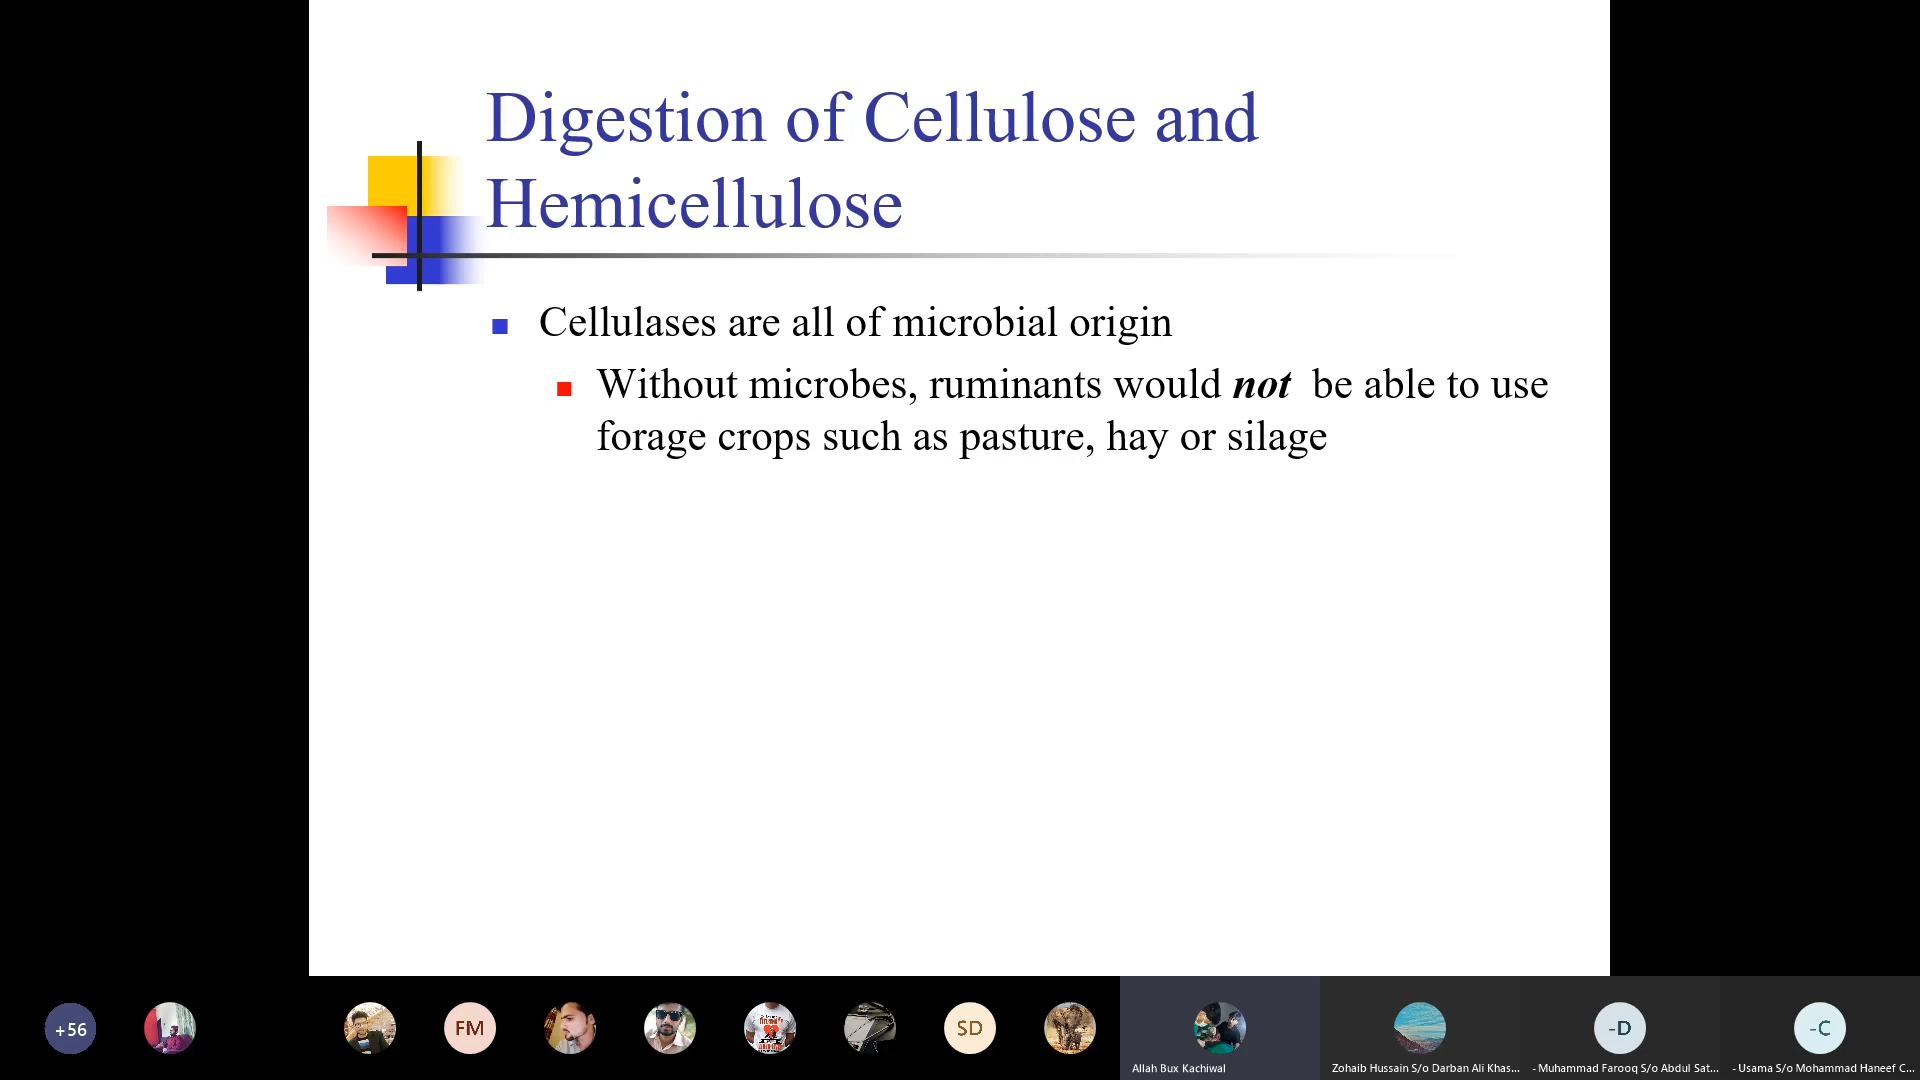 Digestion of Cellulose and
Hemicellulose
Cellulases are all of microbial origin
Without microbes, ruminants would not be able to use
forage crops such as pasture, hay or silage
+56
FM
SD
-D
-C
Allah Bux Kachiwal
Zohaib Hussain S/o Darban Ali Khas...
- Muhammad Farooq S/o Abdul Sat...
- Usama S/o Mohammad Haneef C...